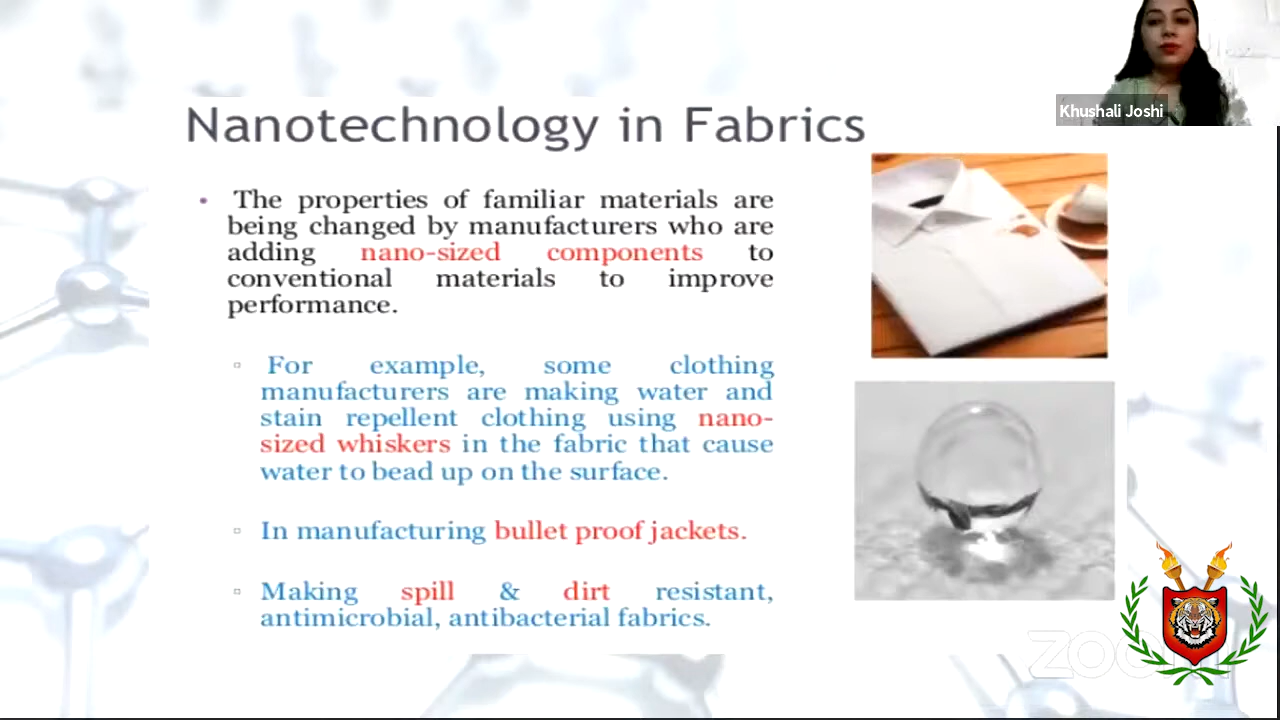 Khushali Joshi
Nanotechnology in Fabrics
• The properties of familiar materials are
being changed by manufacturers who are
adding nano-sized components to
conventional materials to improve
performance.
▫ For example, some clothing
manufacturers are making water and
stain repellent clothing using nano-
sized whiskers in the fabric that cause
water to bead up on the surface.
▫ In manufacturing bullet proof jackets.
▫ Making spill & dirt resistant,
antimicrobial, antibacterial fabrics.
zoom